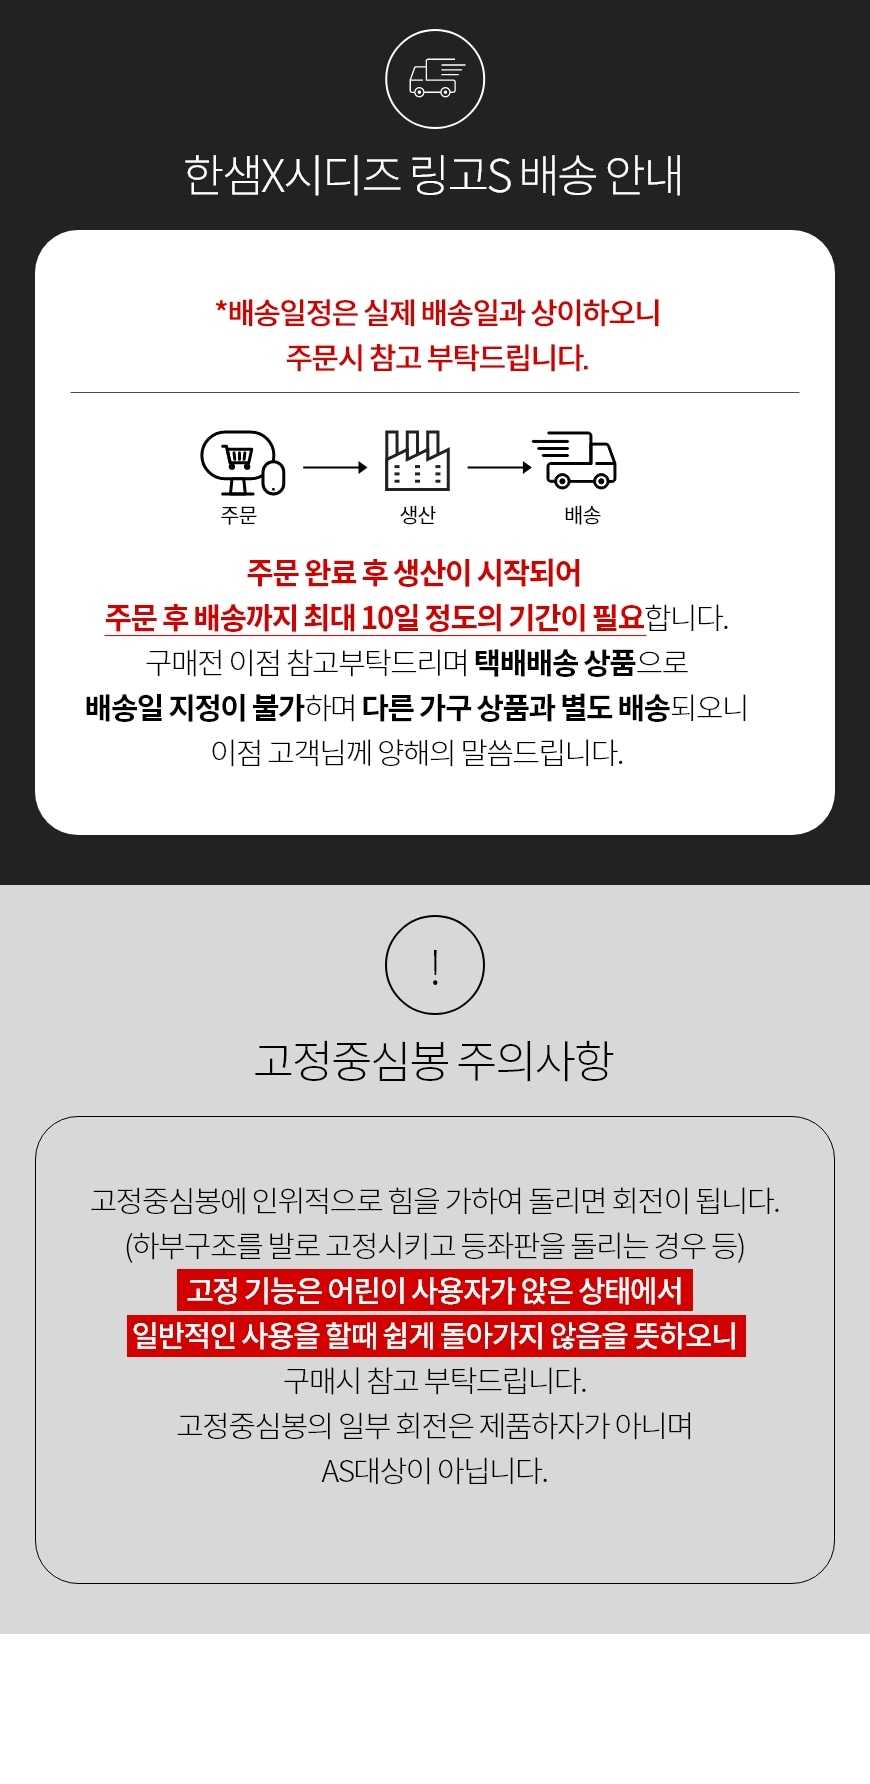 한샘X시디즈 링고S 배송 안내
*배송일정은 실제 배송일과 상이하오니
주문시 참고 부탁드립니다.
주문
생산
배송
주문 완료 후 생산이 시작되어
주문 후 배송까지 최대 10일 정도의 기간이 필요합니다.
구매전 이점 참고부탁드리며 택배배송 상품으로
배송일 지정이 불가하며 다른 가구 상품과 별도 배송되오니
이점 고객님께 양해의 말씀드립니다.
!
고정중심봉 주의사항
고정중심봉에 인위적으로 힘을 가하여 돌리면 회전이 됩니다.
(하부구조를 발로 고정시키고 등좌판을 돌리는 경우 등)
고정 기능은 어린이 사용자가 앉은 상태에서
일반적인 사용을 할때 쉽게 돌아가지 않음을 뜻하오니
구매시 참고 부탁드립니다.
고정중심봉의 일부 회전은 제품하자가 아니며
AS대상이 아닙니다.